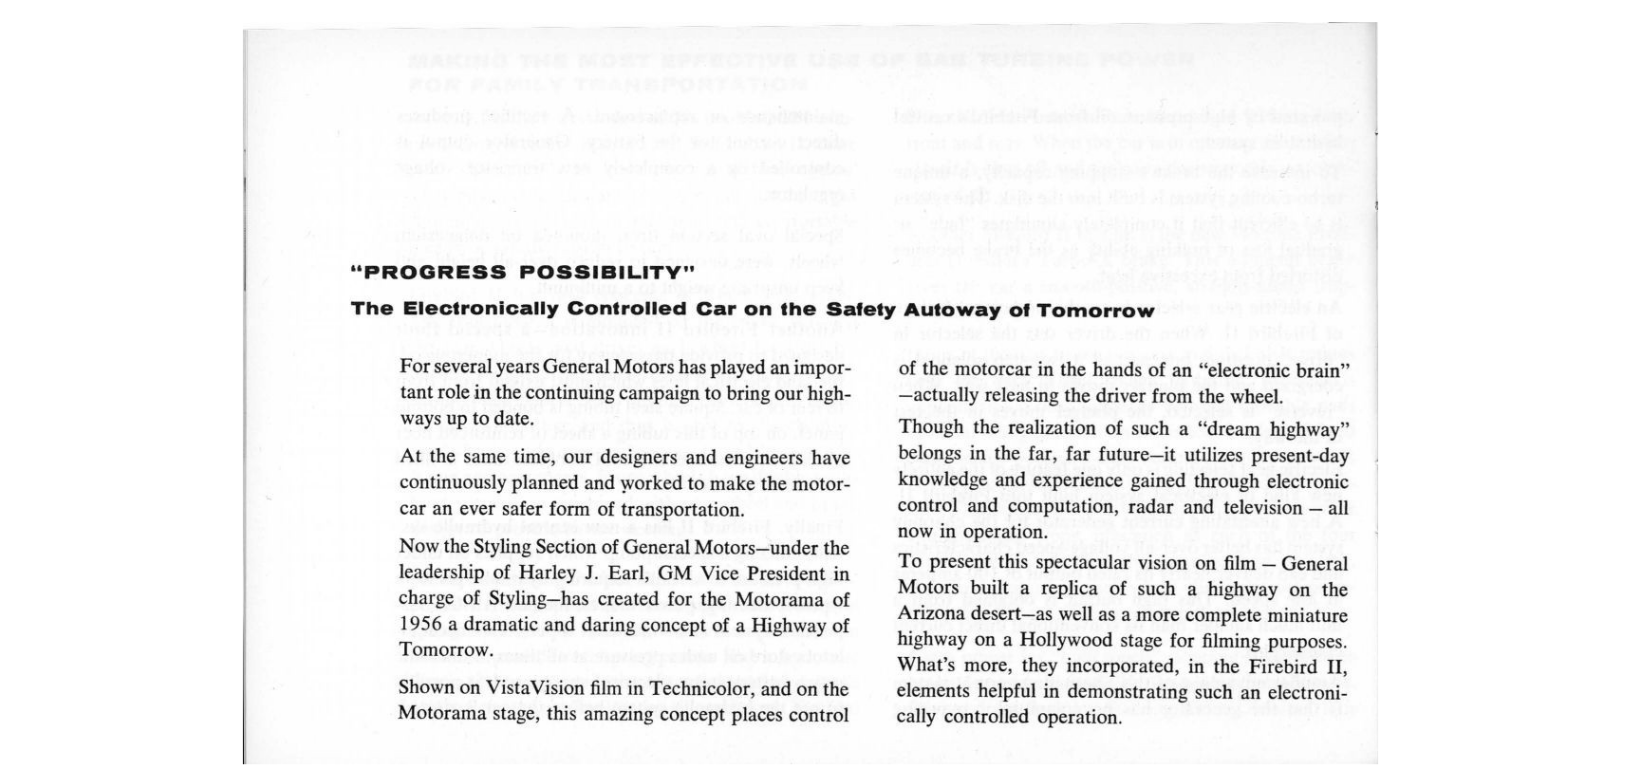 "PROGRESS POSSIBILITY"
The Electronically Controlled Car on the Safety Autoway of Tomorrow
For several years General Motors has played an impor-
tant role in the continuing campaign to bring our high-
ways up to date.
At the same time, our designers and engineers have
continuously planned and worked to make the motor-
car an ever safer form of transportation.
Now the Styling Section of General Motors—under the
leadership of Harley J. Earl, GM Vice President in
charge of Styling—has created for the Motorama of
1956 a dramatic and daring concept of a Highway of
Tomorrow.
Shown on VistaVision film in Technicolor, and on the
Motorama stage, this amazing concept places control
of the motorcar in the hands of an “electronic brain”
—actually releasing the driver from the wheel.
Though the realization of such a “dream highway”
belongs in the far, far future—it utilizes present-day
knowledge and experience gained through electronic
control and computation, radar and television — all
now in operation.
To present this spectacular vision on film — General
Motors built a replica of such a highway on the
Arizona desert—as well as a more complete miniature
highway on a Hollywood stage for filming purposes.
What’s more, they incorporated, in the Firebird II,
elements helpful in demonstrating such an electroni-
cally controlled operation.